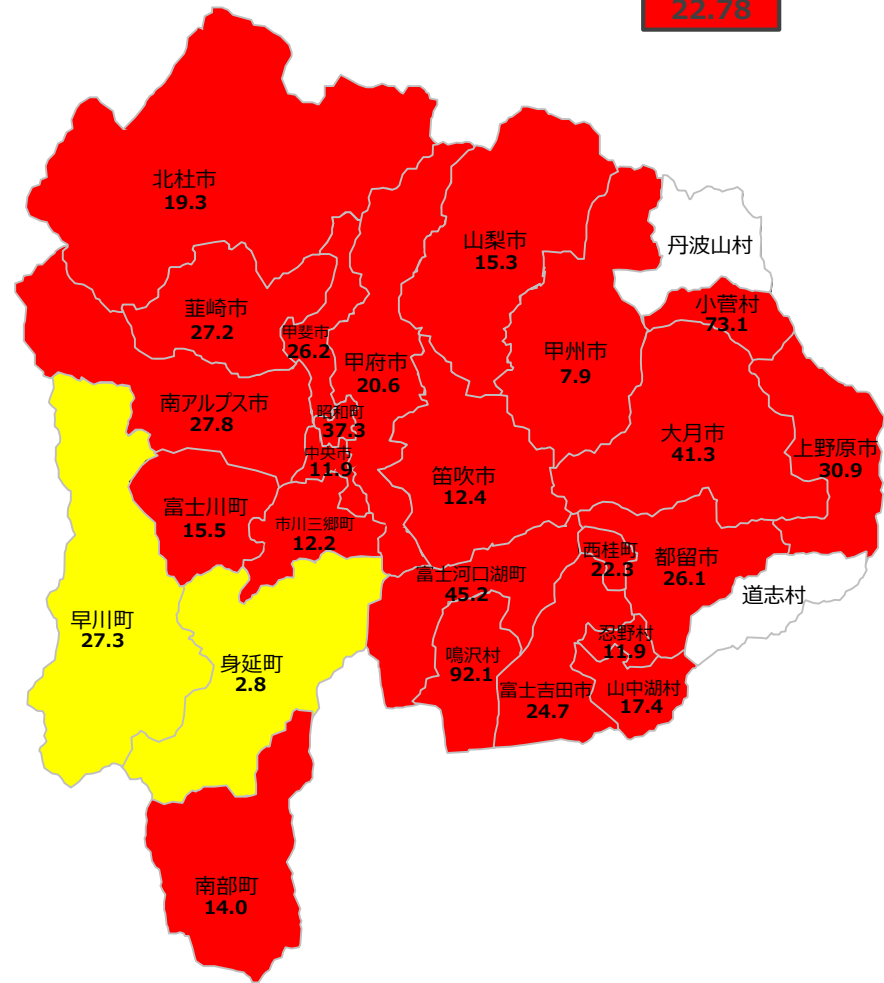 22.78
北杜市
19.3
山梨市
15.3
丹波山村
韮崎市
27.2
小菅村
73.1
甲斐市
26.2
甲府市
20.6
甲州市
7.9
南アルプス市
27.8
昭和町
37.3
大月市
41.3
上野原市
30.9
中央市
11.9
笛吹市
12.4
富士川町
15.5
市川三郷町
12.2
西桂町
22.3
都留市
26.1
富士河口湖町
45.2
道志村
早川町
27.3
忍野村
11.9
身延町
2.8
鳴沢村
92.1
富士吉田市
24.7
山中湖村
17.4
南部町
14.0